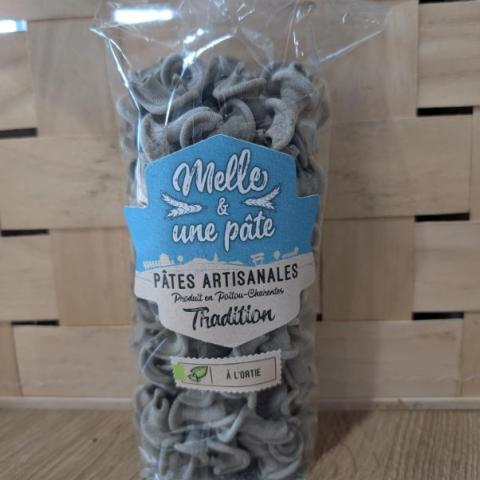 Melle
&
une pâte
PÂTES ARTISANALES
Produit en Poitou-Charentes
Tradition
À L'ORTIE